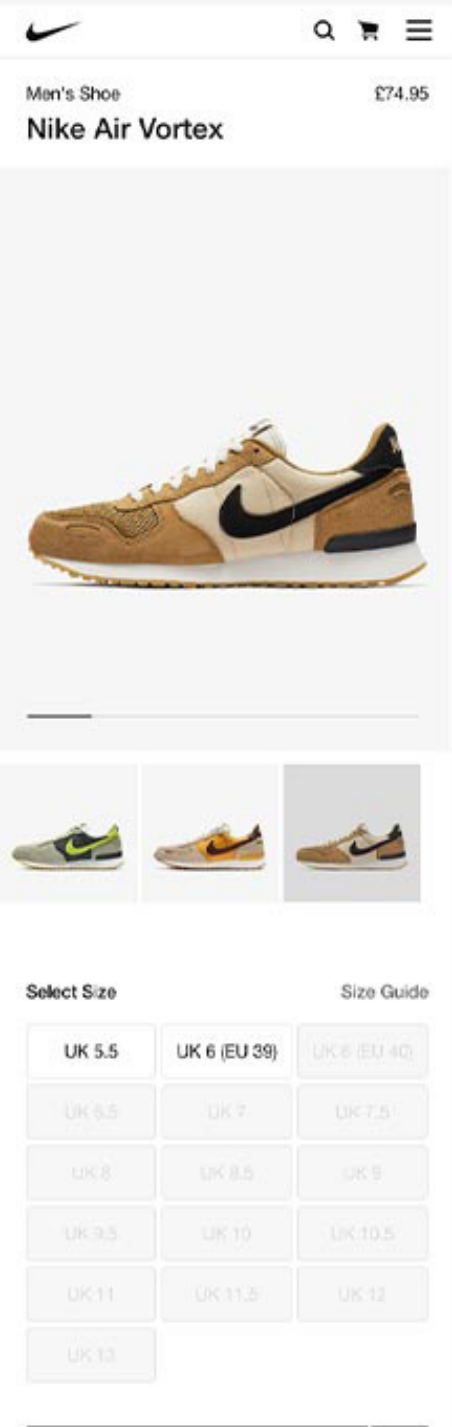 Men's Shoe £74.95
Nike Air Vortex
Select Size Size Guide
UK 5.5 UK 6 (EU 39) UK 6 (EU 40)
UK 6.5 UK 7 UK 7.5
UK 8 UK 8.5 UK 9
UK 9.5 UK 10 UK 10.5
UK 11 UK 11.5 UK 12
UK 13